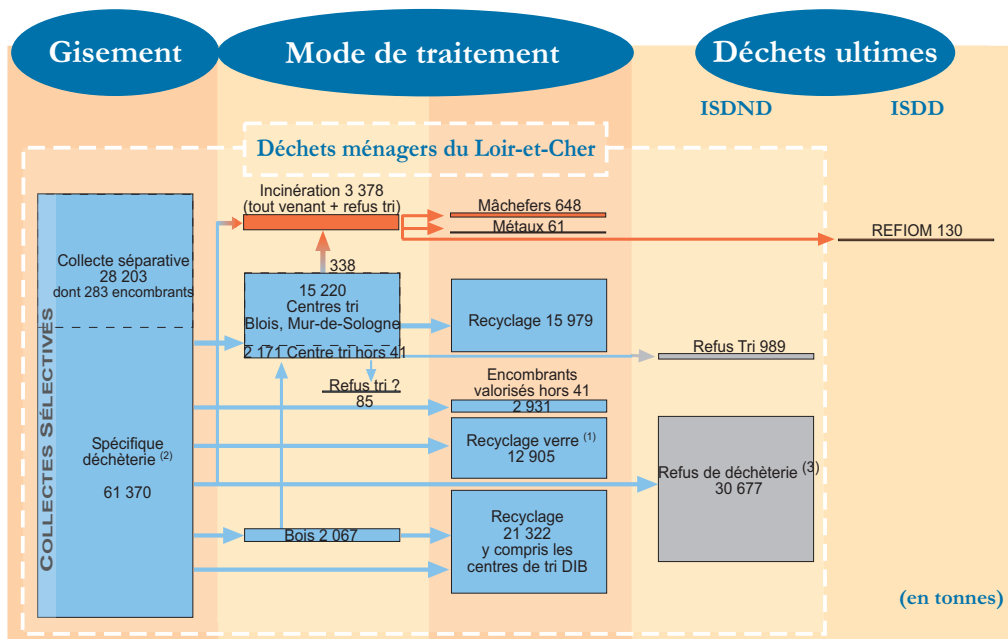 Gisement
Mode de traitement
Déchets ultimes
ISDND
ISDD
Déchets ménagers du Loir-et-Cher
COLLECTES SÉLECTIVES
Collecte séparative
28 203
dont 283 encombrants
Spécifique
déchèterie (2)
61 370
Incinération 3 378
(tout venant + refus tri)
338
15 220
Centres tri
Blois, Mur-de-Sologne
2 171 Centre tri hors 41
Refus tri ?
85
Bois 2 067
Mâchefers 648
Métaux 61
Recyclage 15 979
Encombrants
valorisés hors 41
2 931
Recyclage verre (1)
12 905
Recyclage
21 322
y compris les
centres de tri DIB
REFIOM 130
Refus Tri 989
Refus de déchèterie (3)
30 677
(en tonnes)